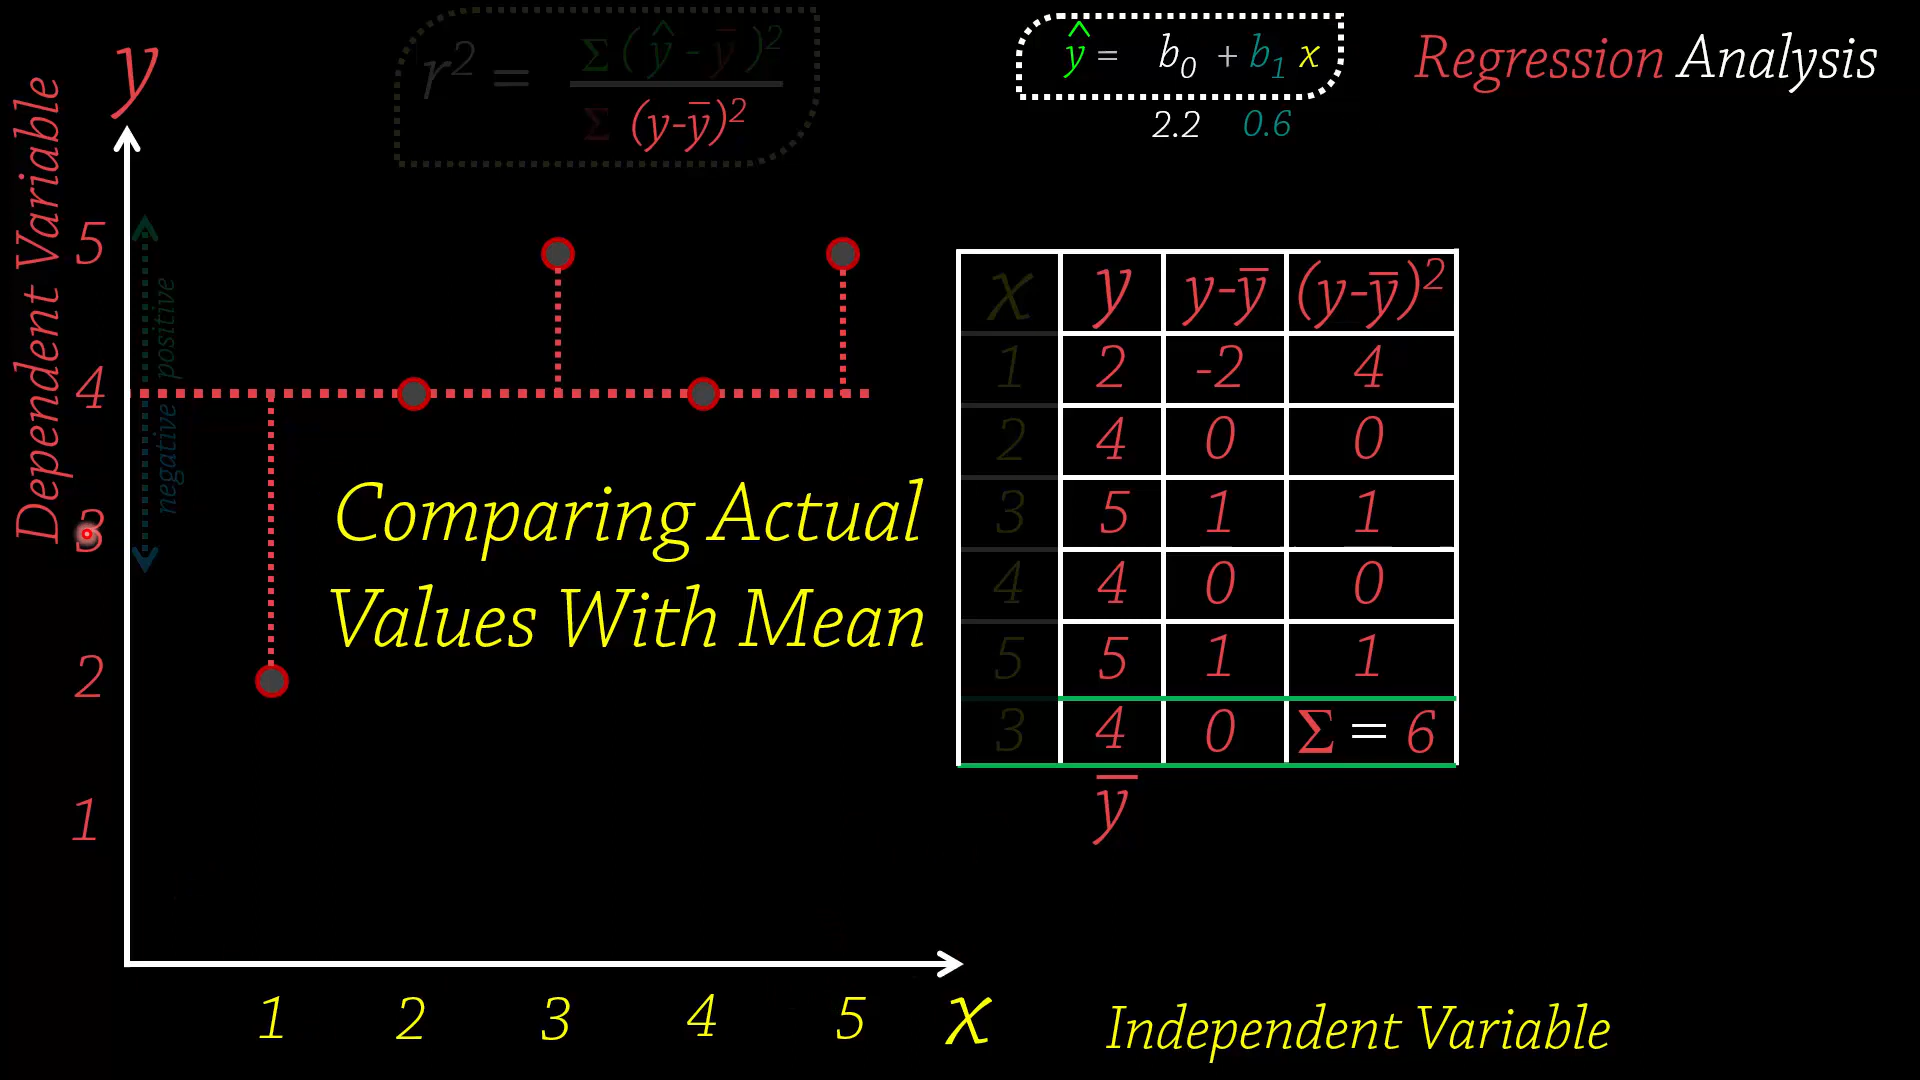 y
Dependent Variable
r² = Σ(ŷ - ȳ)² / Σ(y-ȳ)²
ŷ = b₀ + b₁ x
2.2 0.6
Regression Analysis
5
4
3
2
1
positive
negative
Comparing Actual
Values With Mean
x y y-ȳ (y-ȳ)²
1 2 -2 4
2 4 0 0
3 5 1 1
4 4 0 0
5 5 1 1
3 4 0 Σ = 6
ȳ
1 2 3 4 5 x
Independent Variable